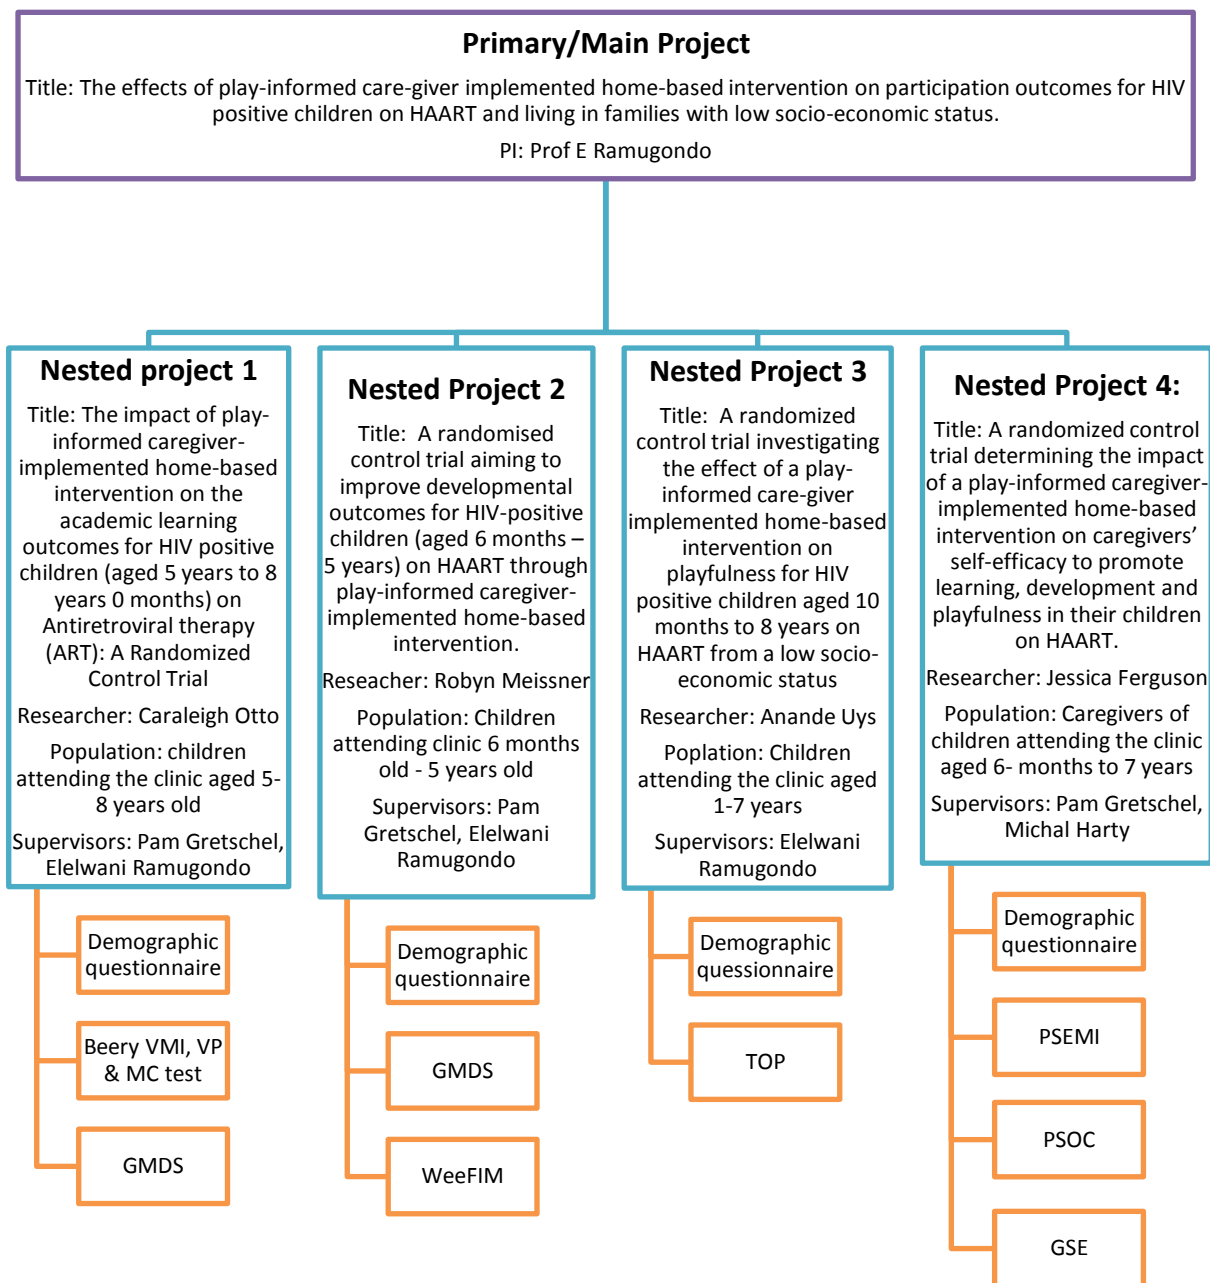 Primary/Main Project
Title: The effects of play-informed care-giver implemented home-based intervention on participation outcomes for HIV
positive children on HAART and living in families with low socio-economic status.
PI: Prof E Ramugondo
Nested project 1
Title: The impact of play-
informed caregiver-
implemented home-based
intervention on the
academic learning
outcomes for HIV positive
children (aged 5 years to 8
years 0 months) on
Antiretroviral therapy
(ART): A Randomized
Control Trial
Researcher: Caraleigh Otto
Population: children
attending the clinic aged 5-
8 years old
Supervisors: Pam Gretschel,
Elelwani Ramugondo
Demographic
questionnaire
Beery VMI, VP
& MC test
GMDS
Nested Project 2
Title: A randomised
control trial aiming to
improve developmental
outcomes for HIV-positive
children (aged 6 months –
5 years) on HAART through
play-informed caregiver-
implemented home-based
intervention.
Reseacher: Robyn Meissner
Population: Children
attending clinic 6 months
old - 5 years old
Supervisors: Pam
Gretschel, Elelwani
Ramugondo
Demographic
questionnaire
GMDS
WeeFIM
Nested Project 3
Title: A randomized
control trial investigating
the effect of a play-
informed care-giver
implemented home-based
intervention on
playfulness for HIV
positive children aged 10
months to 8 years on
HAART from a low socio-
economic status
Researcher: Anande Uys
Poplation: Children
attending the clinic aged
1-7 years
Supervisors: Elelwani
Ramugondo
Demographic
quessionnaire
TOP
Nested Project 4:
Title: A randomized control
trial determining the impact
of a play-informed caregiver-
implemented home-based
intervention on caregivers’
self-efficacy to promote
learning, development and
playfulness in their children
on HAART.
Researcher: Jessica Ferguson
Population: Caregivers of
children attending the clinic
aged 6- months to 7 years
Supervisors: Pam Gretschel,
Michal Harty
Demographic
questionnaire
PSEMI
PSOC
GSE